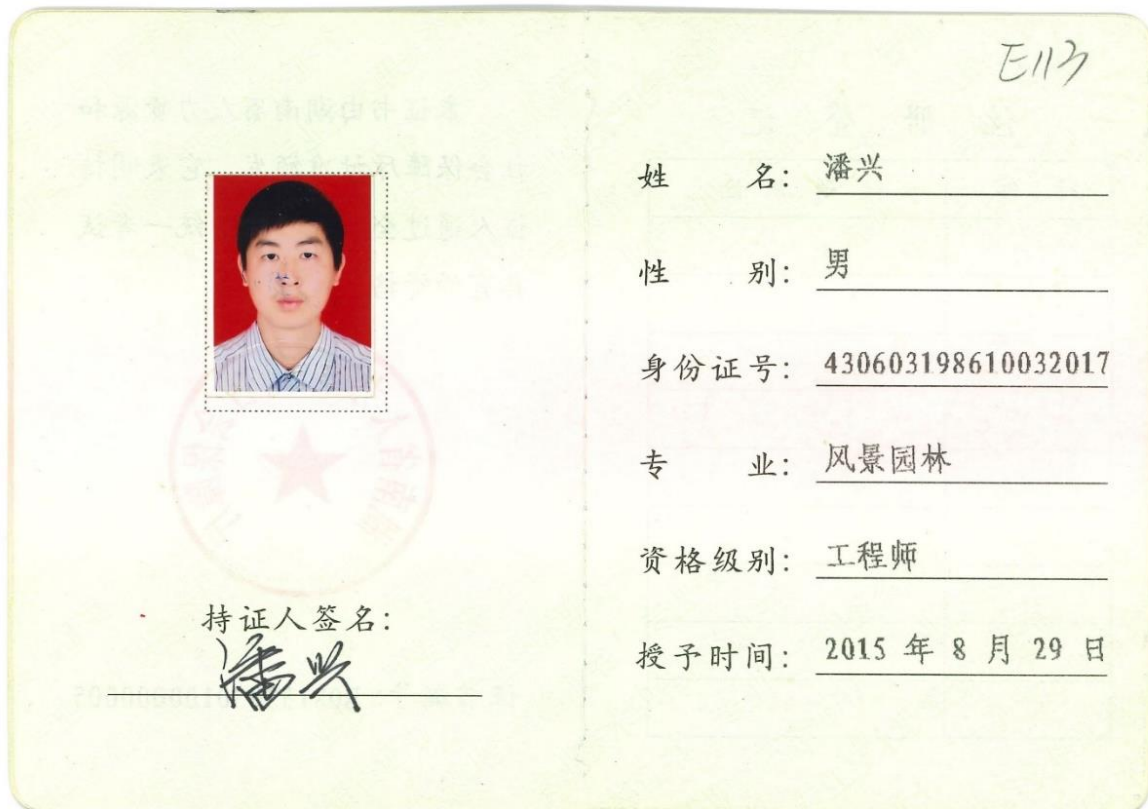 E113
姓 名: 潘兴
性 别: 男
身份证号: 430603198610032017
专 业: 风景园林
资格级别: 工程师
授予时间: 2015 年 8 月 29 日
持证人签名:
潘兴